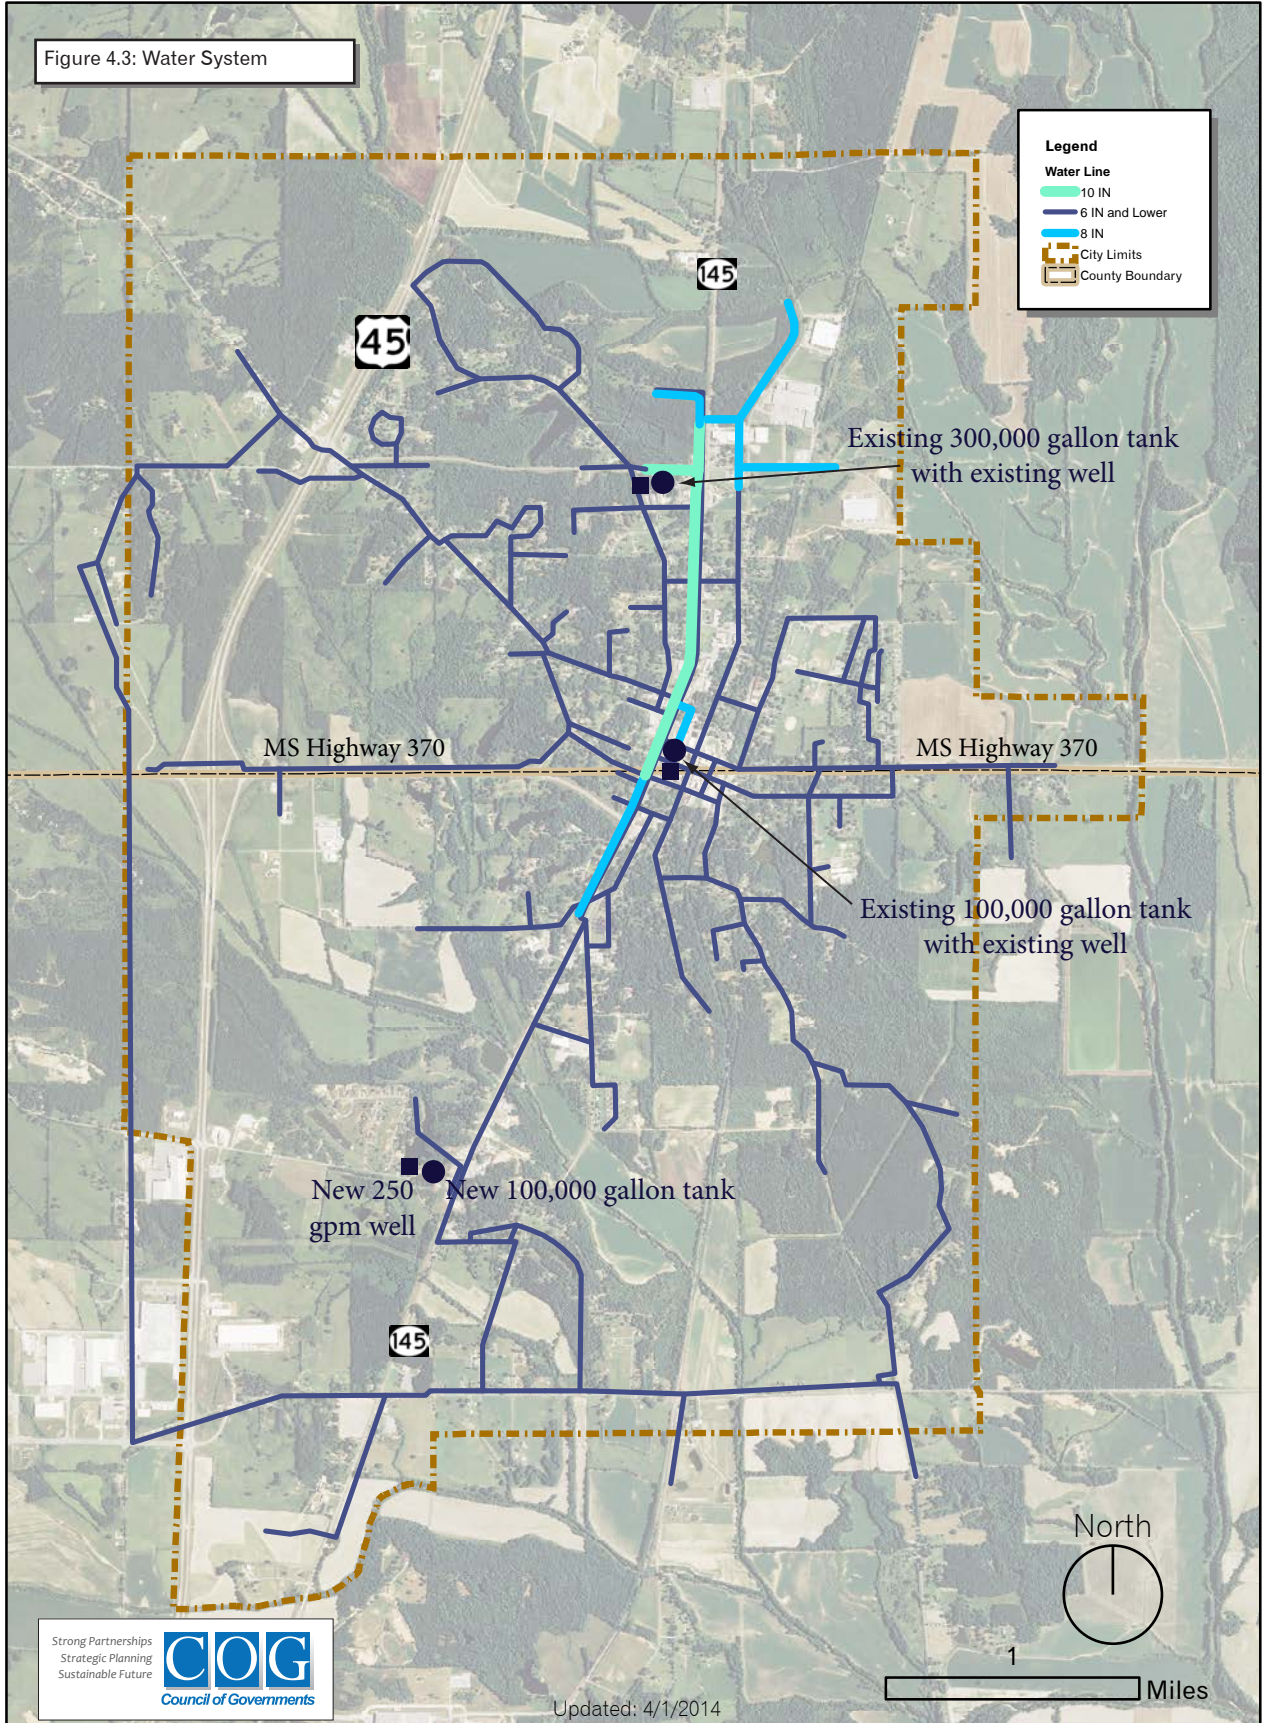 Figure 4.3: Water System
Legend
Water Line
10 IN
6 IN and Lower
8 IN
City Limits
County Boundary
145
45
Existing 300,000 gallon tank
with existing well
MS Highway 370
MS Highway 370
Existing 100,000 gallon tank
with existing well
New 250
gpm well
New 100,000 gallon tank
145
North
1
Miles
Strong Partnerships
Strategic Planning
Sustainable Future
COG
Council of Governments
Updated: 4/1/2014